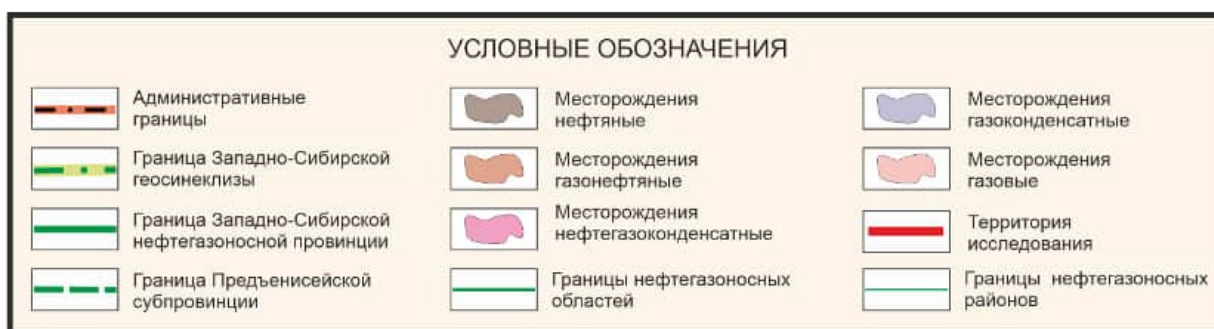 УСЛОВНЫЕ ОБОЗНАЧЕНИЯ
Административные
границы
Граница Западно-Сибирской
геосинеклизы
Граница Западно-Сибирской
нефтегазоносной провинции
Граница Предъенисейской
субпровинции
Месторождения
нефтяные
Месторождения
газонефтяные
Месторождения
нефтегазоконденсатные
Границы нефтегазоносных
областей
Месторождения
газоконденсатные
Месторождения
газовые
Территория
исследования
Границы нефтегазоносных
районов